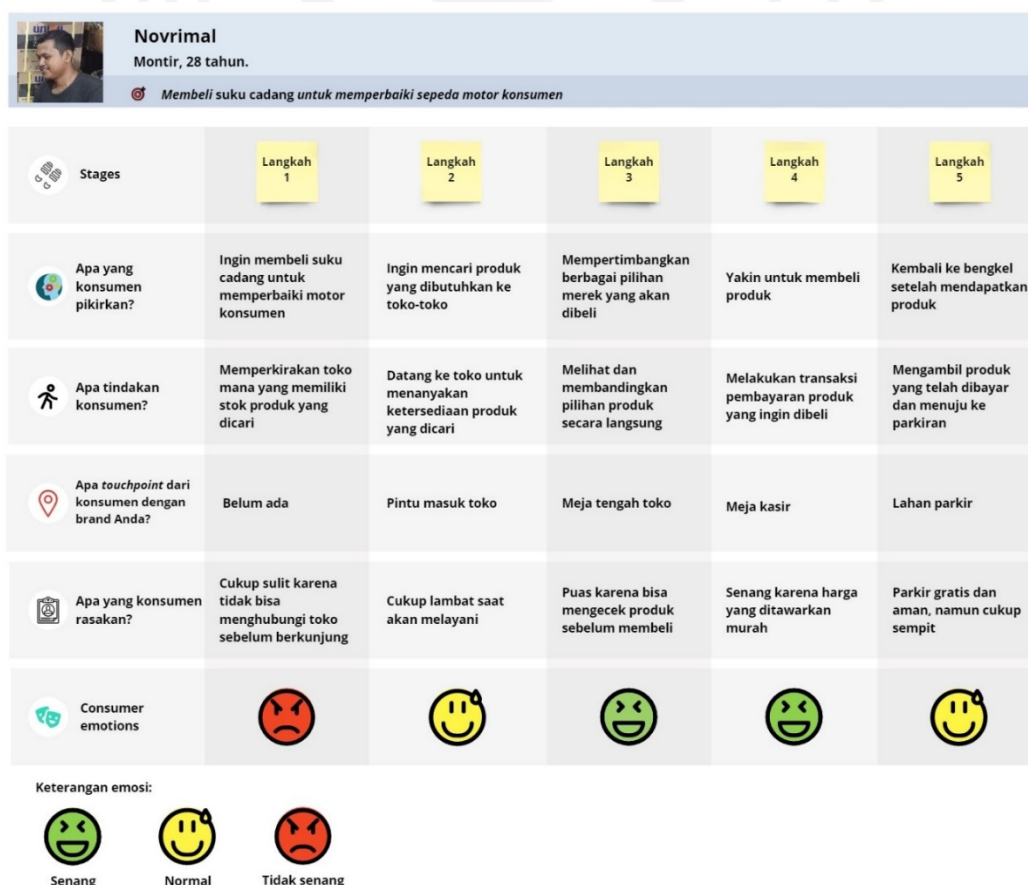 Novrimal
Montir, 28 tahun.
Membeli suku cadang untuk memperbaiki sepeda motor konsumen
Stages
Langkah
1
Langkah
2
Langkah
3
Langkah
4
Langkah
5
Apa yang
konsumen
pikirkan?
Ingin membeli suku
cadang untuk
memperbaiki motor
konsumen
Ingin mencari produk
yang dibutuhkan ke
toko-toko
Mempertimbangkan
berbagai pilihan
merek yang akan
dibeli
Yakin untuk membeli
produk
Kembali ke bengkel
setelah mendapatkan
produk
Apa tindakan
konsumen?
Memperkirakan toko
mana yang memiliki
stok produk yang
dicari
Datang ke toko untuk
menanyakan
ketersediaan produk
yang dicari
Melihat dan
membandingkan
pilihan produk
secara langsung
Melakukan transaksi
pembayaran produk
yang ingin dibeli
Mengambil produk
yang telah dibayar
dan menuju ke
parkiran
Apa touchpoint dari
konsumen dengan
brand Anda?
Belum ada
Pintu masuk toko
Meja tengah toko
Meja kasir
Lahan parkir
Apa yang konsumen
rasakan?
Cukup sulit karena
tidak bisa
menghubungi toko
sebelum berkunjung
Cukup lambat saat
akan melayani
Puas karena bisa
mengecek produk
sebelum membeli
Senang karena harga
yang ditawarkan
murah
Parkir gratis dan
aman, namun cukup
sempit
Consumer
emotions
Keterangan emosi:
Senang
Normal
Tidak senang